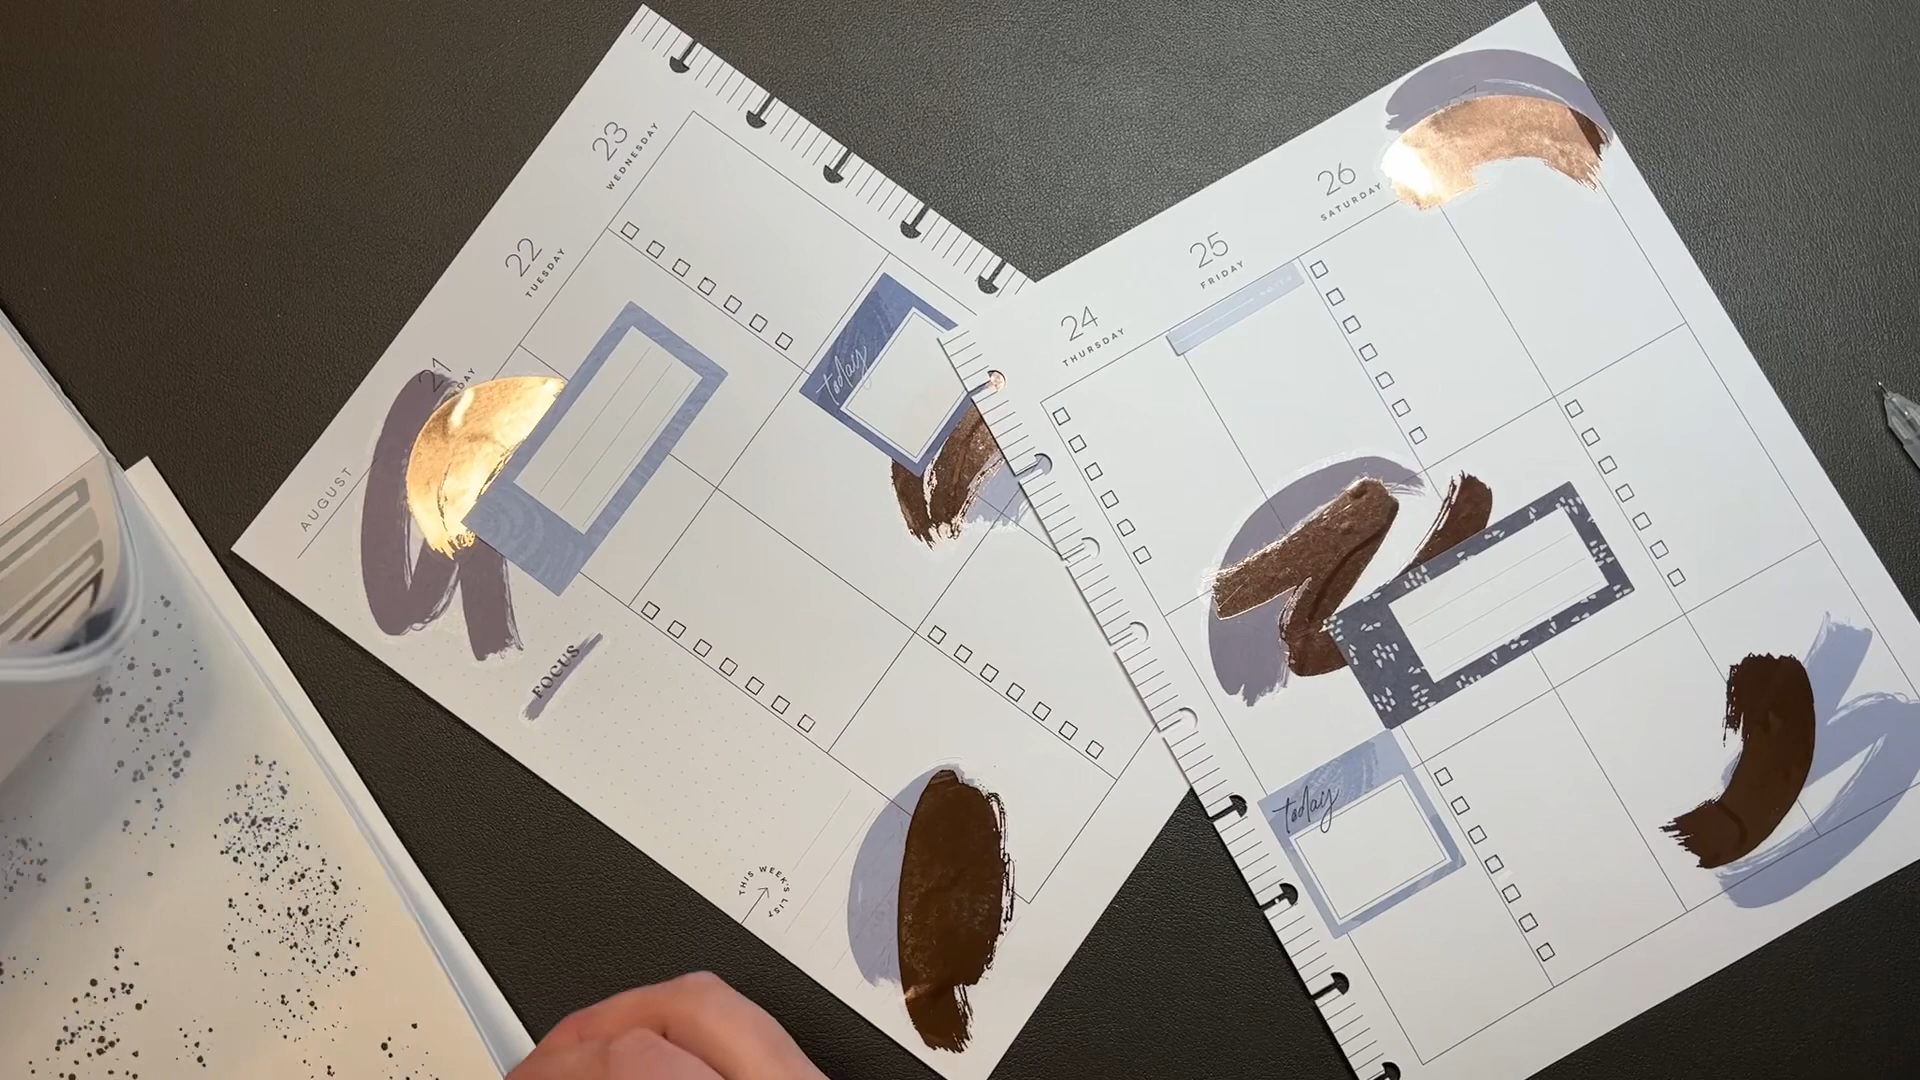 AUGUST
21
22
TUESDAY
23
WEDNESDAY
today
FOCUS
THIS WEEK'S LIST
24
THURSDAY
25
FRIDAY
26
SATURDAY
today